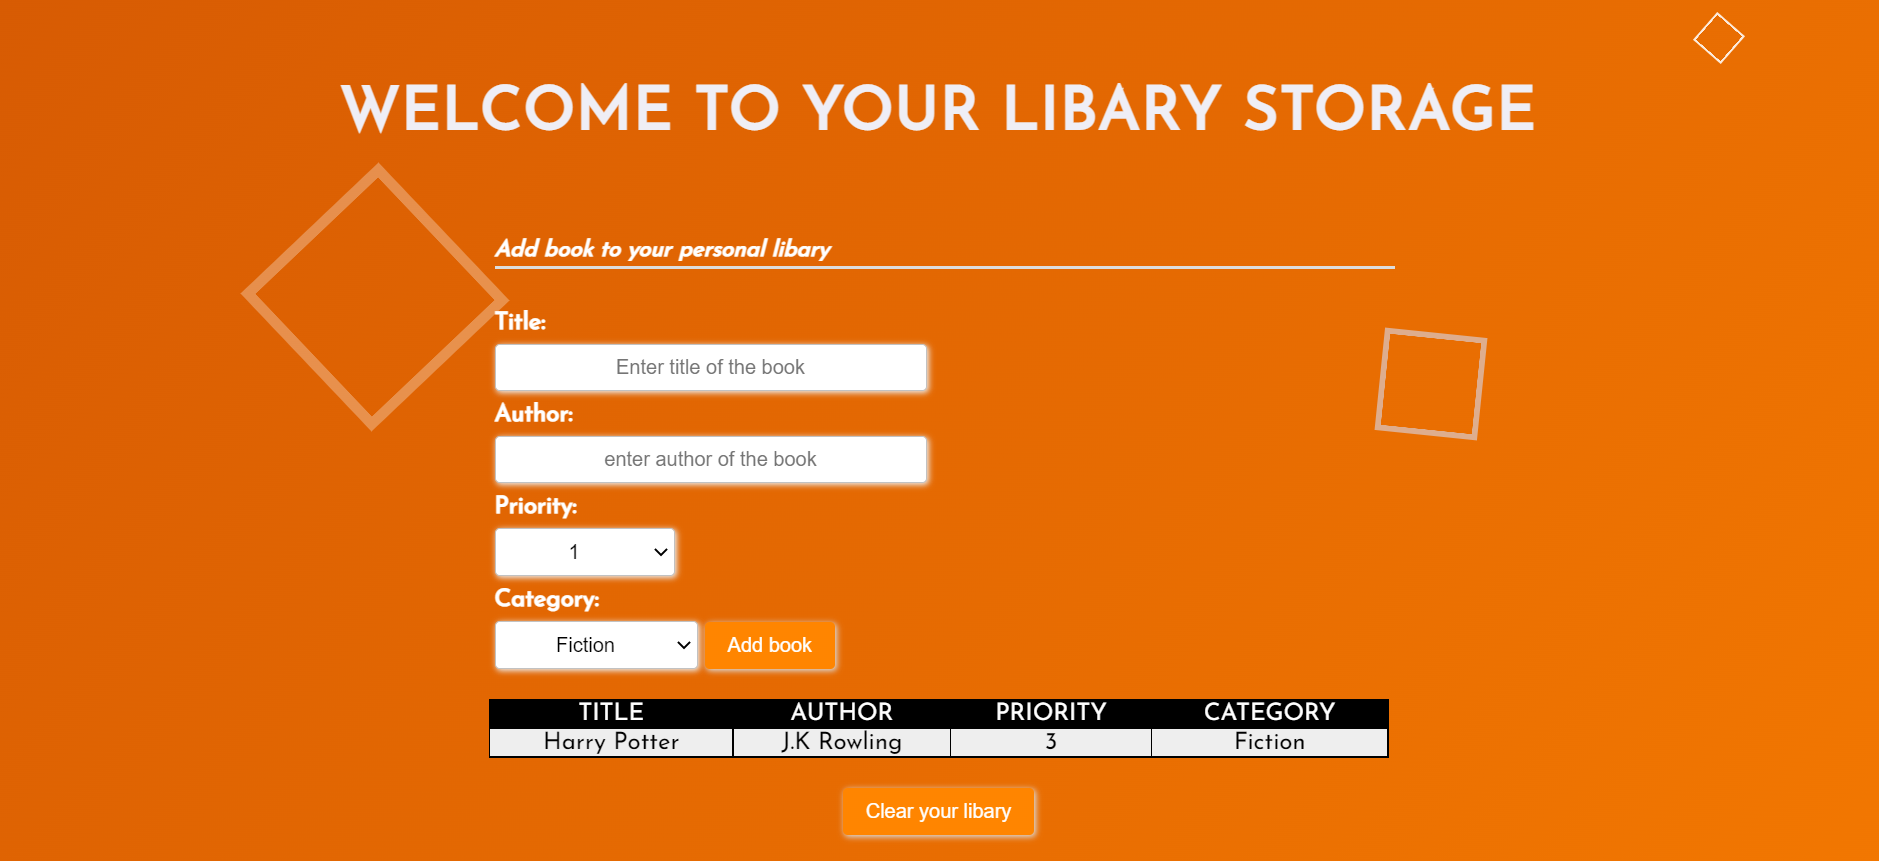 WELCOME TO YOUR LIBARY STORAGE
Add book to your personal libary
Title:
Enter title of the book
Author:
enter author of the book
Priority:
1
Category:
Fiction Add book
TITLE AUTHOR PRIORITY CATEGORY
Harry Potter J.K Rowling 3 Fiction
Clear your libary